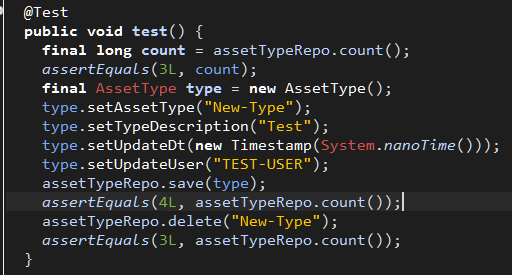 @Test
public void test() {
final long count = assetTypeRepo.count();
assertEquals(3L, count);
final AssetType type = new AssetType();
type.setAssetType("New-Type");
type.setTypeDescription("Test");
type.setUpdateDt(new Timestamp(System.nanoTime()));
type.setUpdateUser("TEST-USER");
assetTypeRepo.save(type);
assertEquals(4L, assetTypeRepo.count());
assetTypeRepo.delete("New-Type");
assertEquals(3L, assetTypeRepo.count());
}